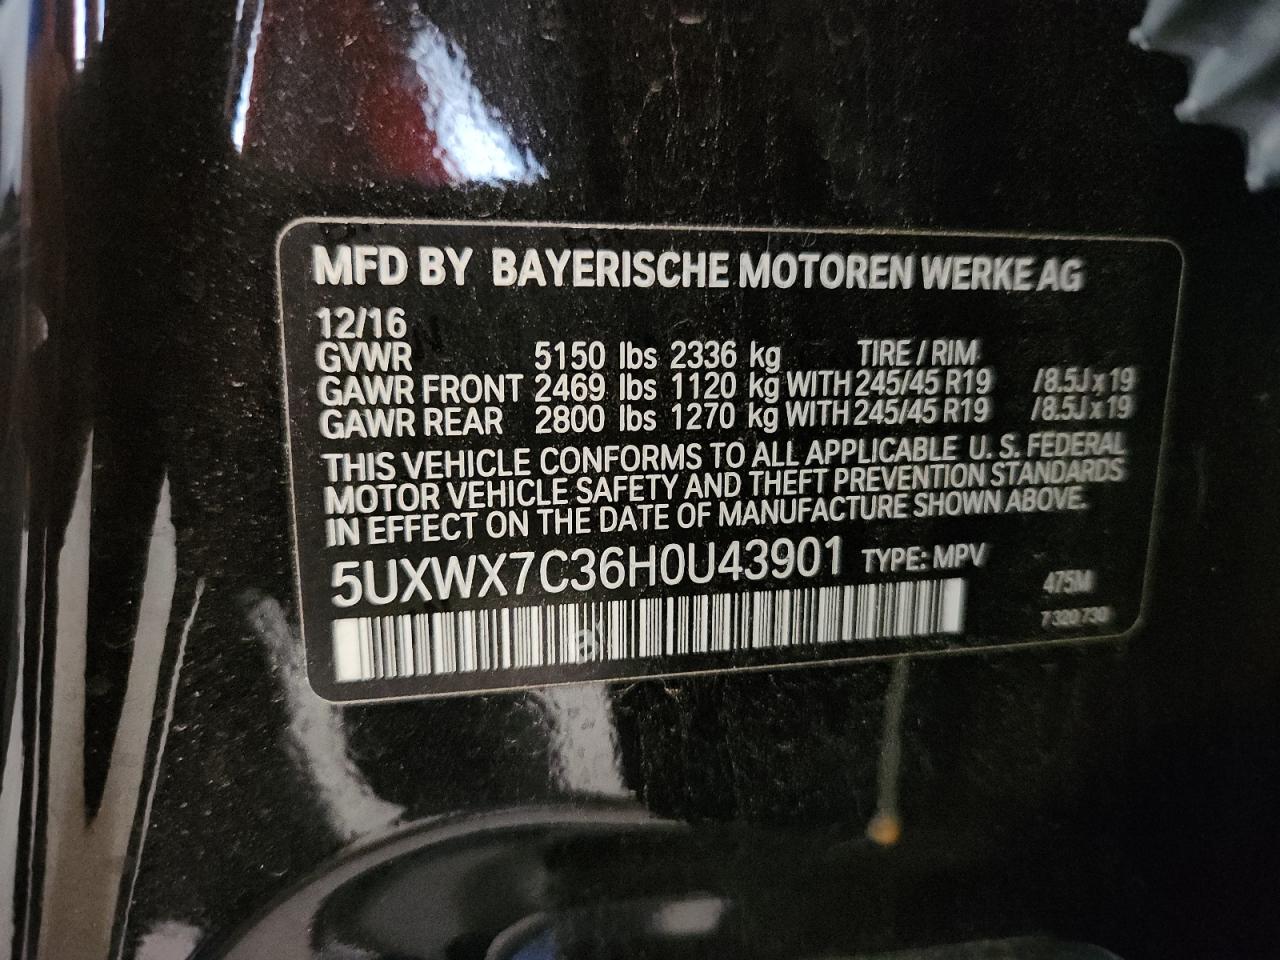 MFD BY BAYERISCHE MOTOREN WERKE AG
12/16
GVWR 5150 lbs 2336 kg TIRE / RIM
GAWR FRONT 2469 lbs 1120 kg WITH 245/45 R19 /8.5J x 19
GAWR REAR 2800 lbs 1270 kg WITH 245/45 R19 /8.5J x 19
THIS VEHICLE CONFORMS TO ALL APPLICABLE U. S. FEDERAL
MOTOR VEHICLE SAFETY AND THEFT PREVENTION STANDARDS
IN EFFECT ON THE DATE OF MANUFACTURE SHOWN ABOVE.
5UXWX7C36H0U43901 TYPE: MPV
475M
7 320 730